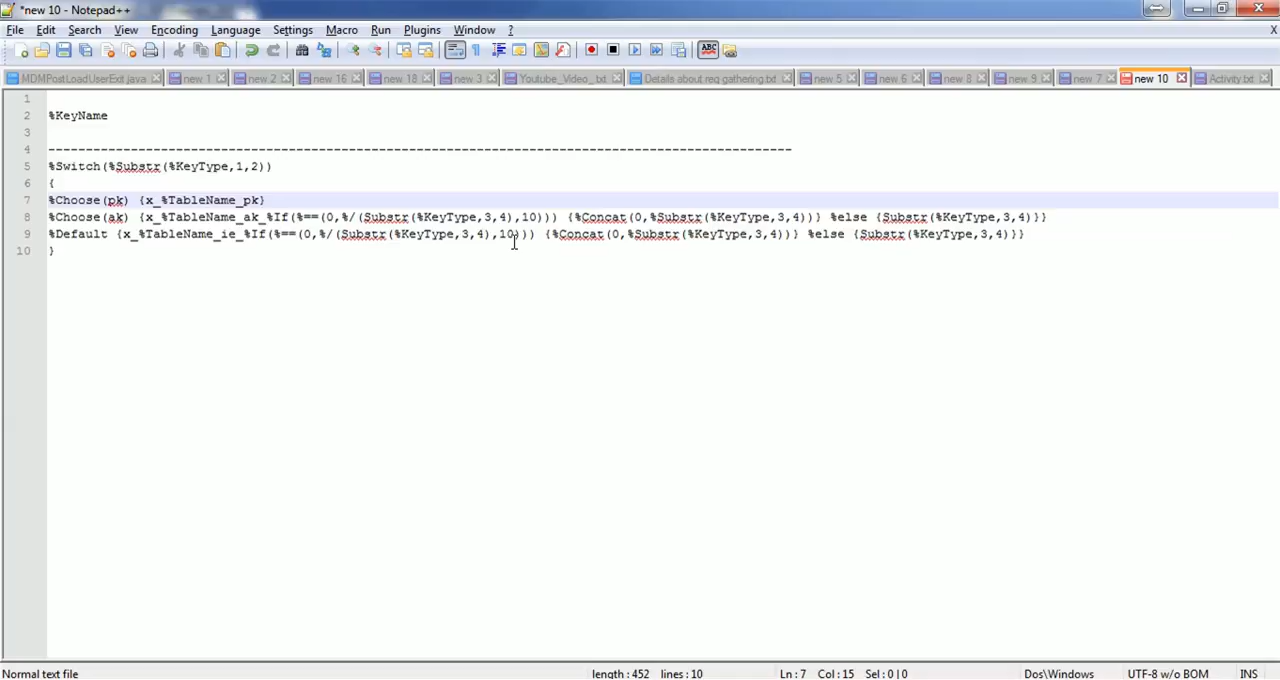 *new 10 - Notepad++
File Edit Search View Encoding Language Settings Macro Run Plugins Window ? X
MDMPostLoadUserExit.java new 1 new 2 new 16 new 18 new 3 Youtube_Video_.txt Details about req gathering.txt new 5 new 6 new 8 new 9 new 7 new 10 Activity.txt
1
2 %KeyName
3
4 ----------------------------------------------------------------------------------------------------
5 %Switch(%Substr(%KeyType,1,2))
6 {
7 %Choose(pk) {x_%TableName_pk}
8 %Choose(ak) {x_%TableName_ak_%If(%==(0,%/(Substr(%KeyType,3,4),10))) {%Concat(0,%Substr(%KeyType,3,4))} %else {Substr(%KeyType,3,4)}}
9 %Default {x_%TableName_ie_%If(%==(0,%/(Substr(%KeyType,3,4),10))) {%Concat(0,%Substr(%KeyType,3,4))} %else {Substr(%KeyType,3,4)}}
10 }
Normal text file length : 452 lines : 10 Ln : 7 Col : 15 Sel : 0 | 0 Dos\Windows UTF-8 w/o BOM INS